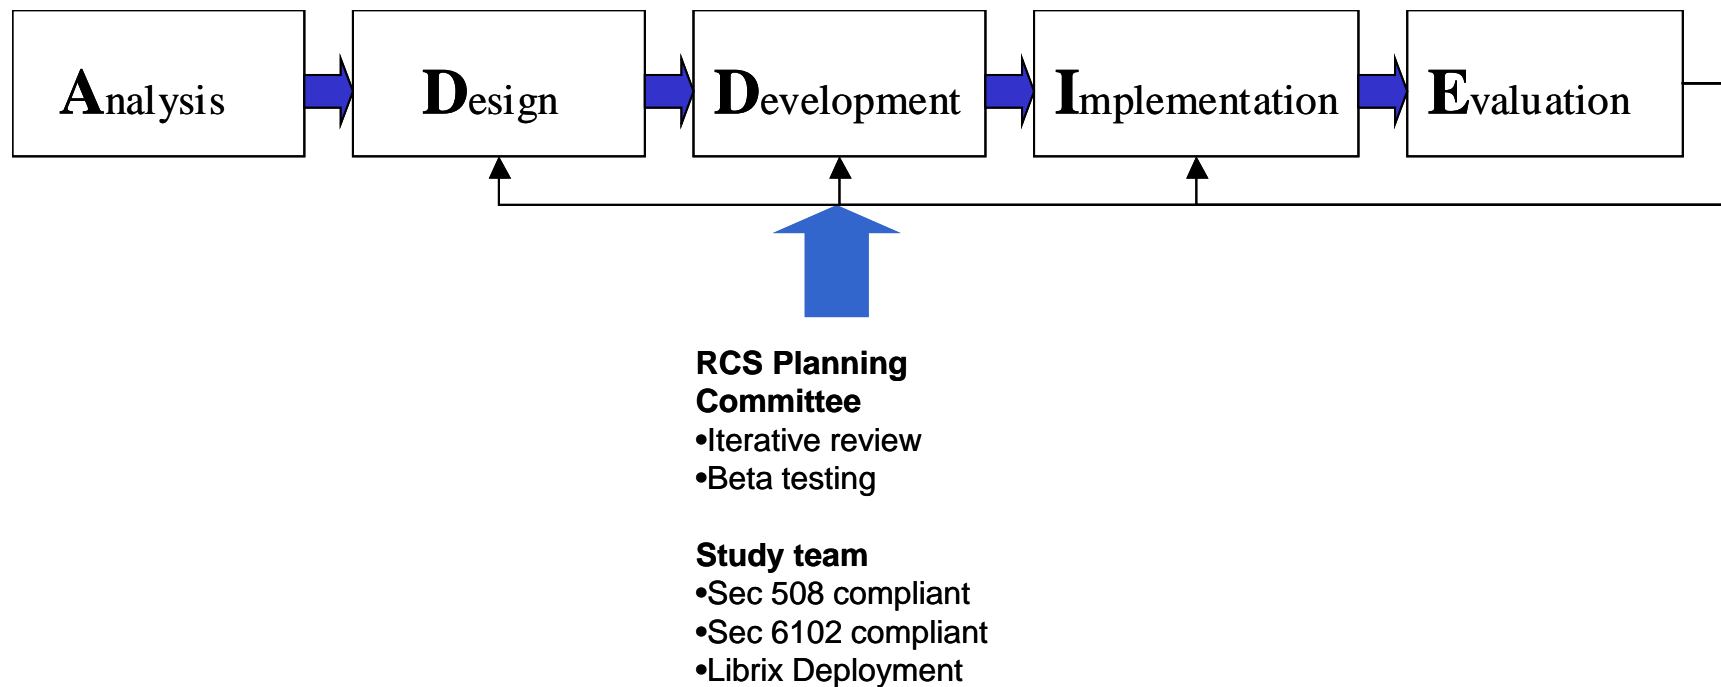 Analysis
Design
Development
Implementation
Evaluation
RCS Planning
Committee
•Iterative review
•Beta testing
Study team
•Sec 508 compliant
•Sec 6102 compliant
•Librix Deployment